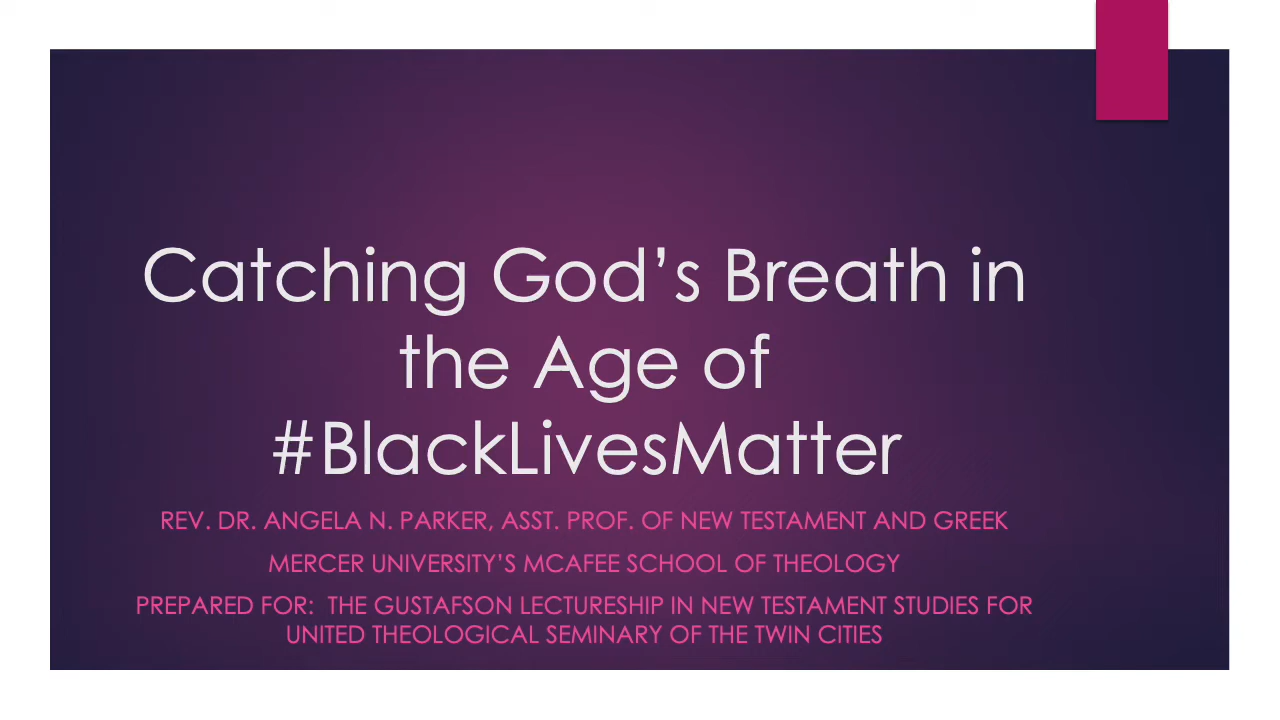 Catching God’s Breath in
the Age of
#BlackLivesMatter
REV. DR. ANGELA N. PARKER, ASST. PROF. OF NEW TESTAMENT AND GREEK
MERCER UNIVERSITY’S MCAFEE SCHOOL OF THEOLOGY
PREPARED FOR:  THE GUSTAFSON LECTURESHIP IN NEW TESTAMENT STUDIES FOR
UNITED THEOLOGICAL SEMINARY OF THE TWIN CITIES